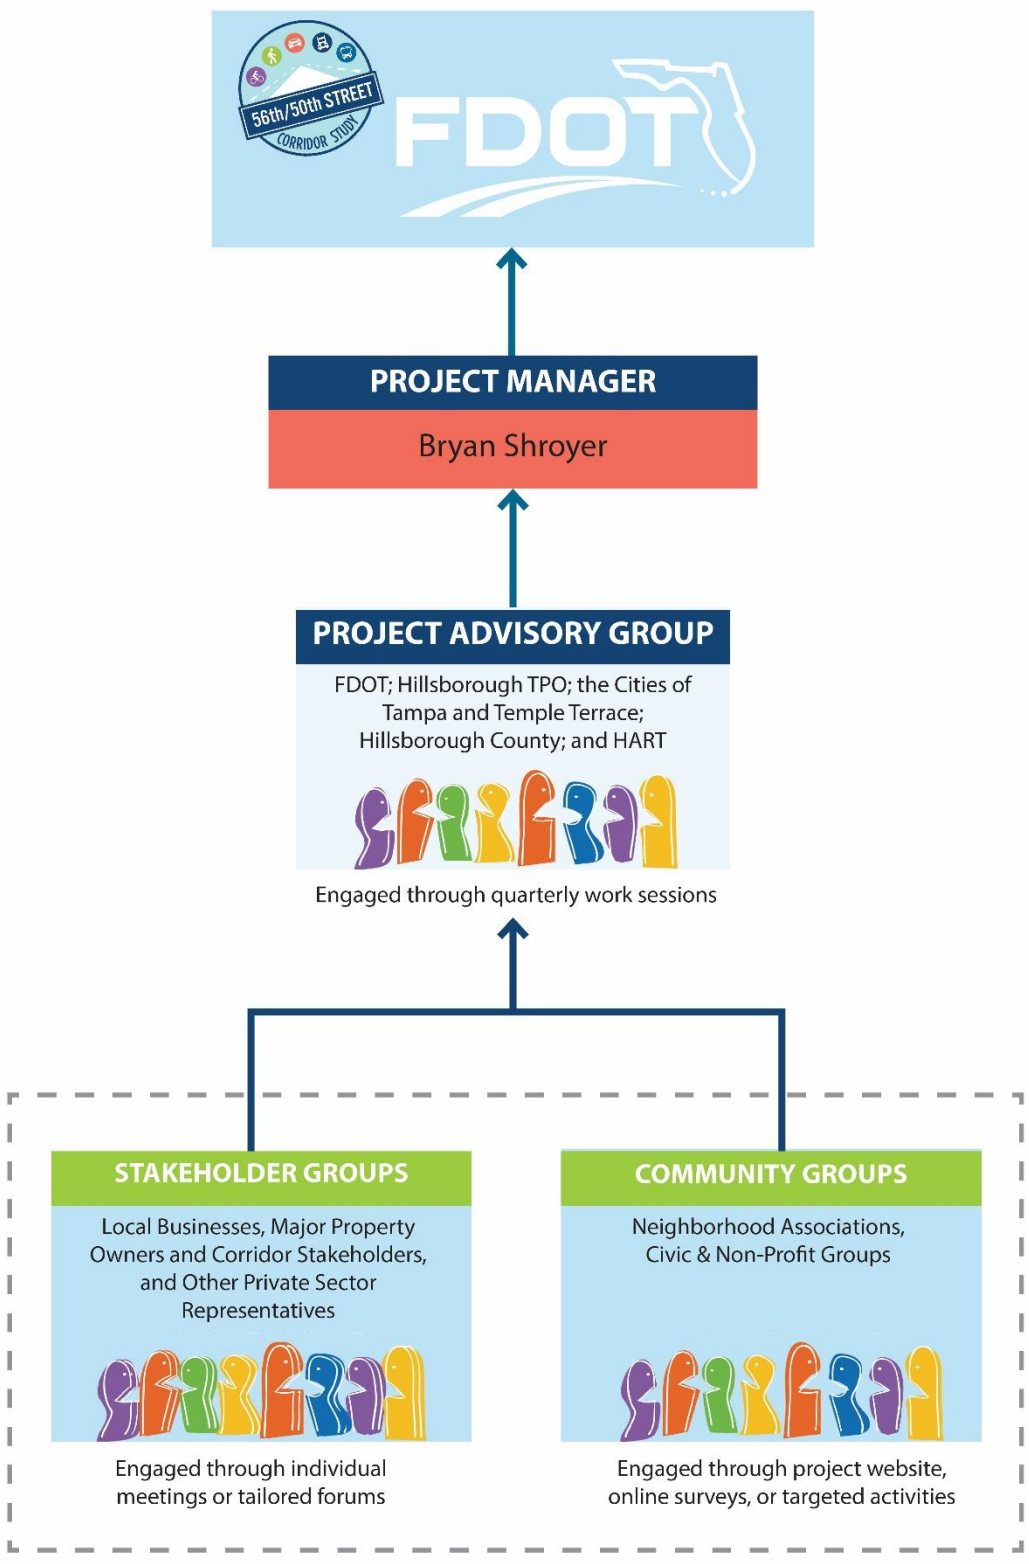 56th/50th STREET
CORRIDOR STUDY
FDOT
PROJECT MANAGER
Bryan Shroyer
PROJECT ADVISORY GROUP
FDOT; Hillsborough TPO; the Cities of
Tampa and Temple Terrace;
Hillsborough County; and HART
Engaged through quarterly work sessions
STAKEHOLDER GROUPS
Local Businesses, Major Property
Owners and Corridor Stakeholders,
and Other Private Sector
Representatives
Engaged through individual
meetings or tailored forums
COMMUNITY GROUPS
Neighborhood Associations,
Civic & Non-Profit Groups
Engaged through project website,
online surveys, or targeted activities